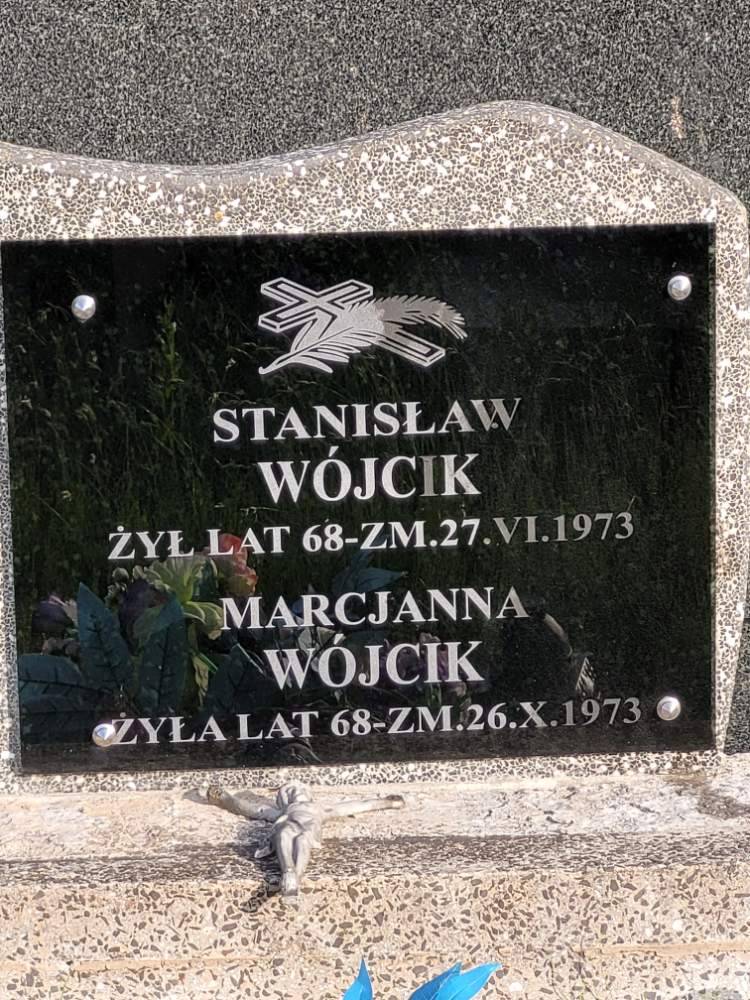 STANISŁAW
WÓJCIK
ŻYŁ LAT 68-ZM.27.VI.1973
MARCJANNA
WÓJCIK
ŻYŁA LAT 68-ZM.26.X.1973